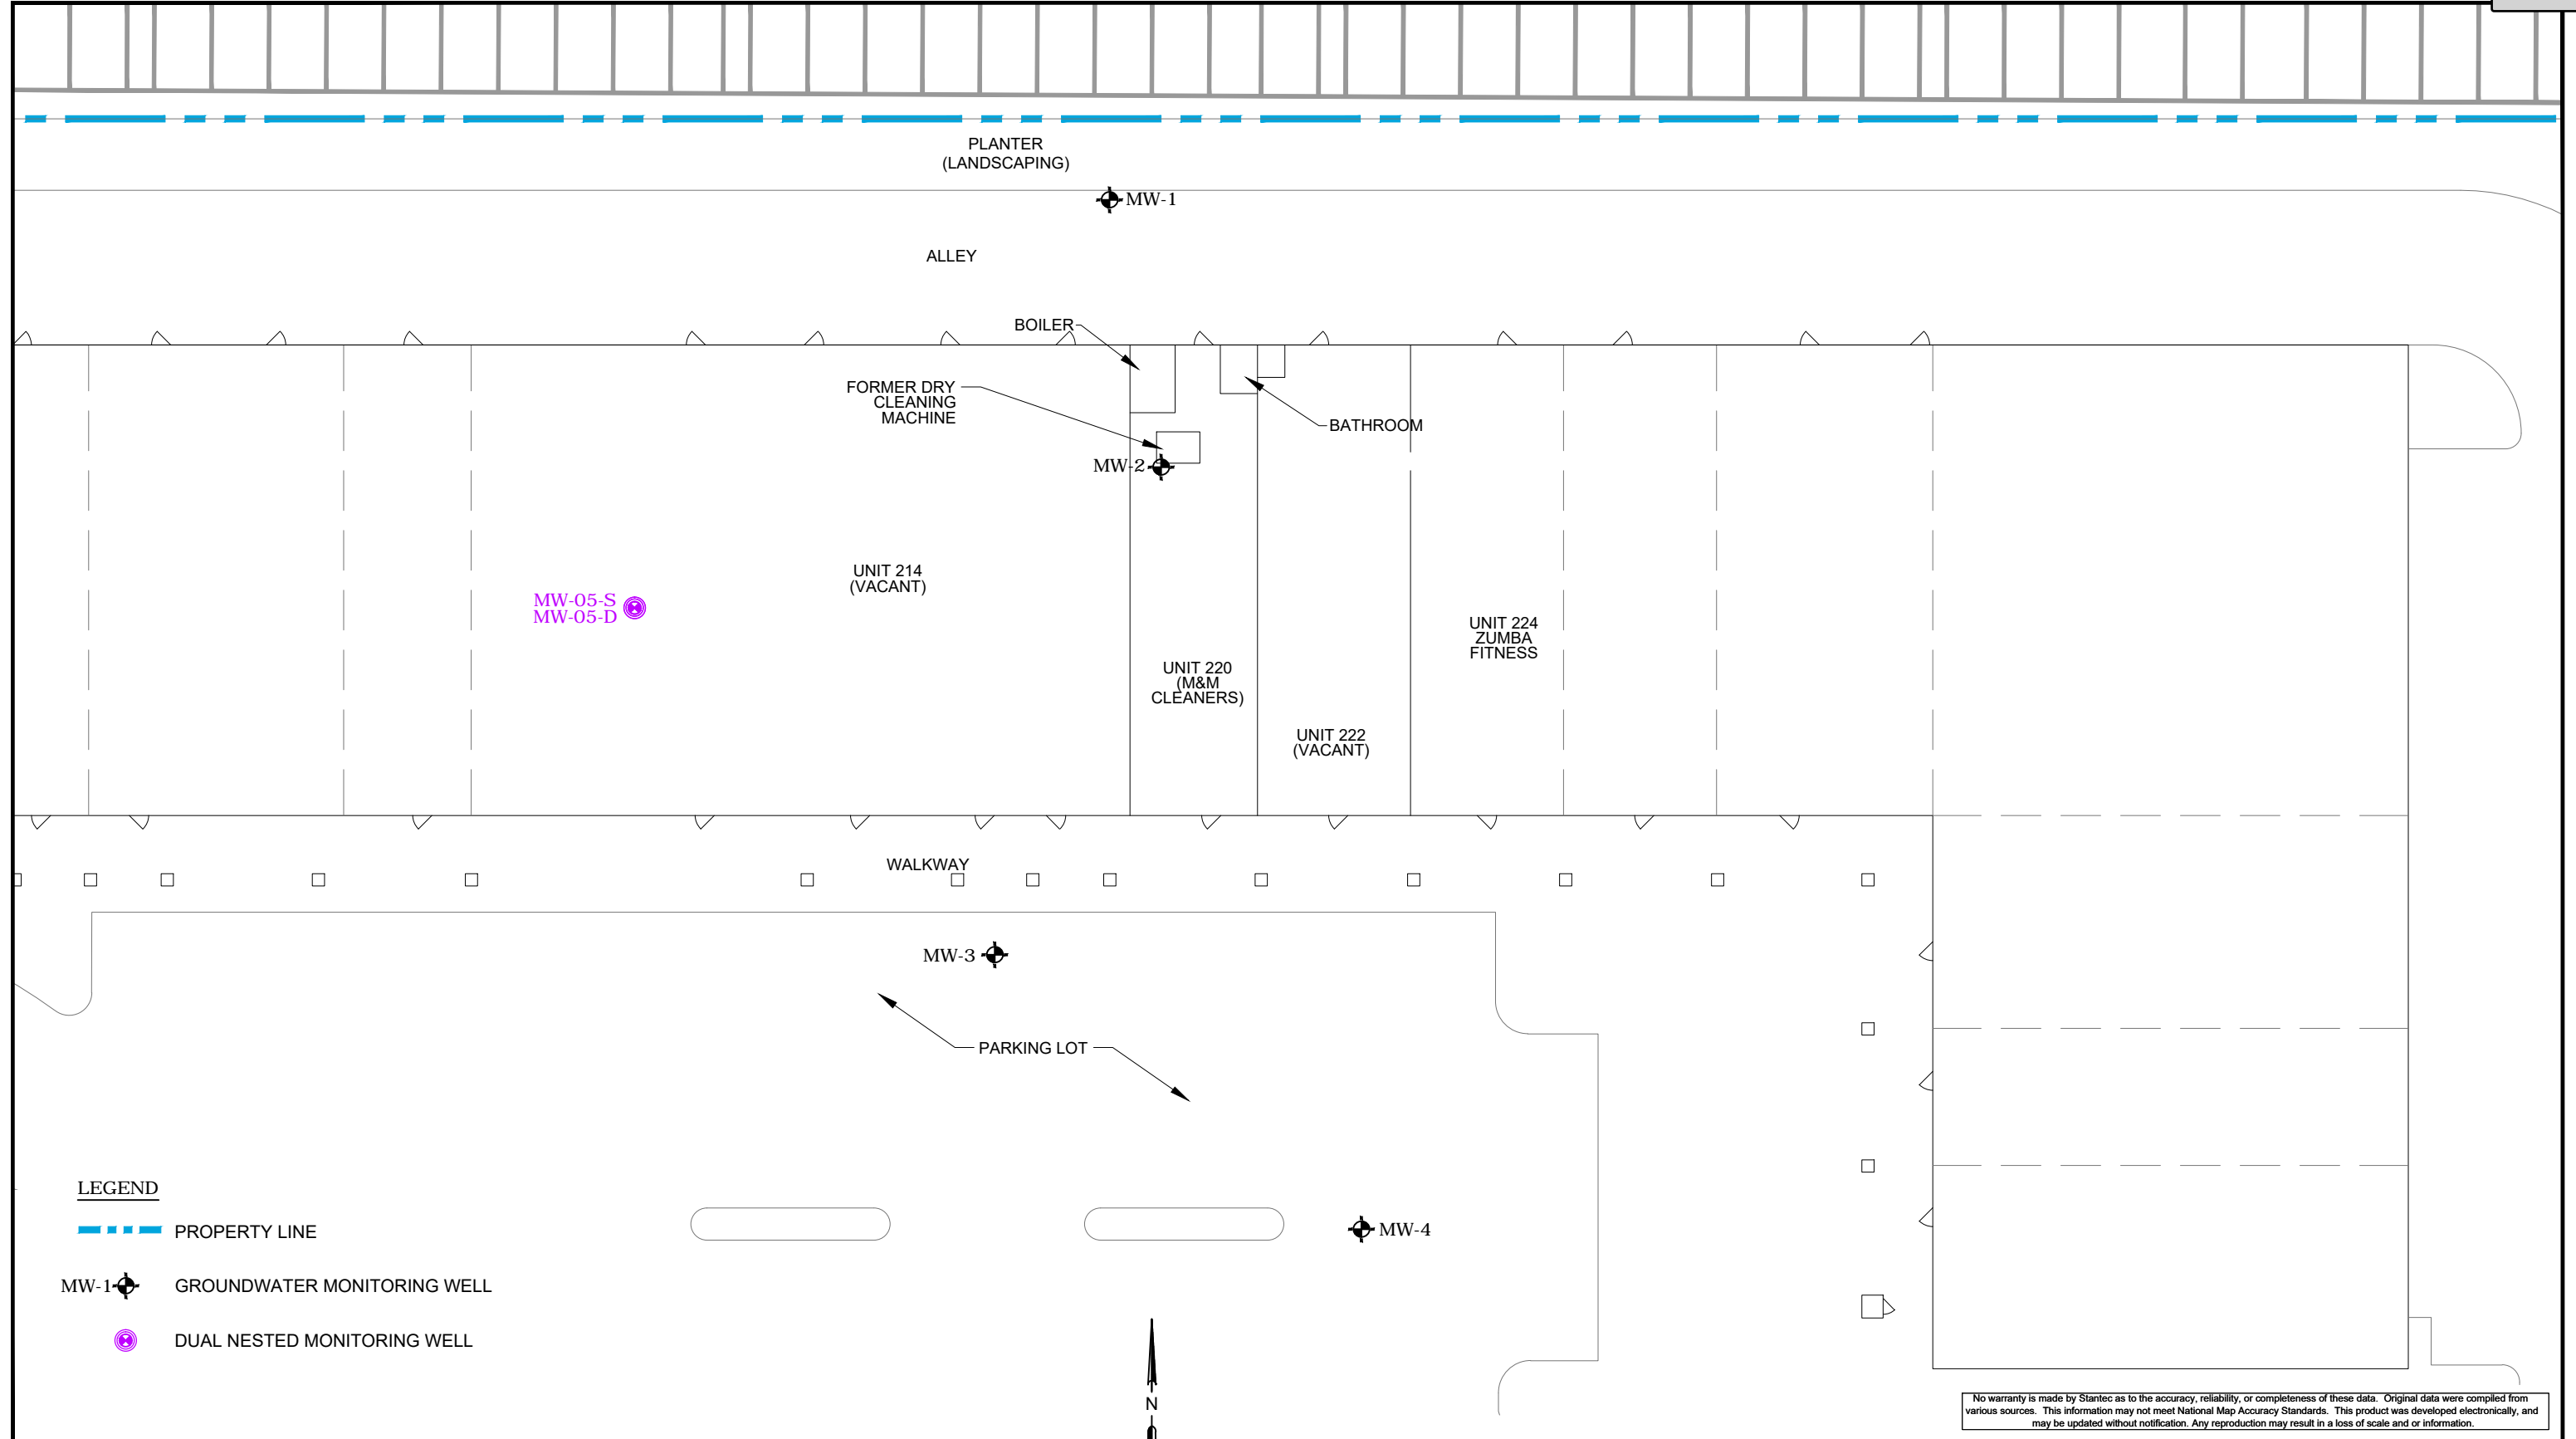 PLANTER
(LANDSCAPING)
MW-1
ALLEY
BOILER
FORMER DRY
CLEANING
MACHINE
BATHROOM
MW-2
UNIT 214
(VACANT)
MW-05-S
MW-05-D
UNIT 224
ZUMBA
FITNESS
UNIT 220
(M&M
CLEANERS)
UNIT 222
(VACANT)
WALKWAY
MW-3
PARKING LOT
MW-4
LEGEND
PROPERTY LINE
MW-1 GROUNDWATER MONITORING WELL
DUAL NESTED MONITORING WELL
N
No warranty is made by Stantec as to the accuracy, reliability, or completeness of these data. Original data were compiled from
various sources. This information may not meet National Map Accuracy Standards. This product was developed electronically, and
may be updated without notification. Any reproduction may result in a loss of scale and or information.